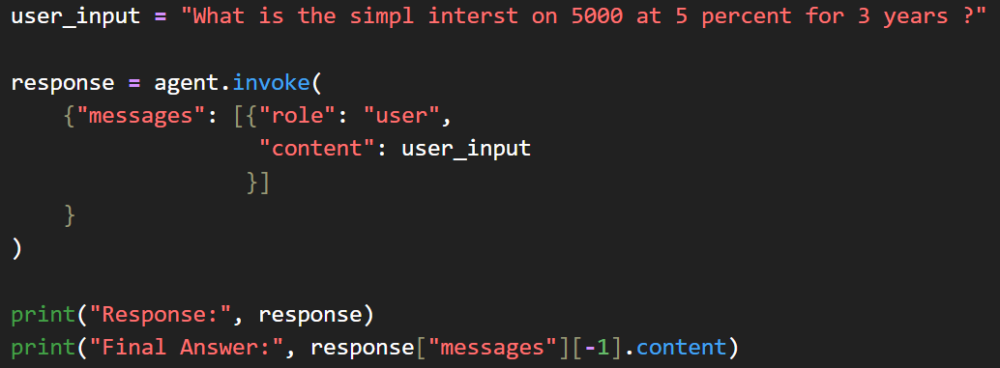 user_input = "What is the simpl interst on 5000 at 5 percent for 3 years ?"
response = agent.invoke(
{"messages": [{"role": "user",
"content": user_input
}]
}
)
print("Response:", response)
print("Final Answer:", response["messages"][-1].content)